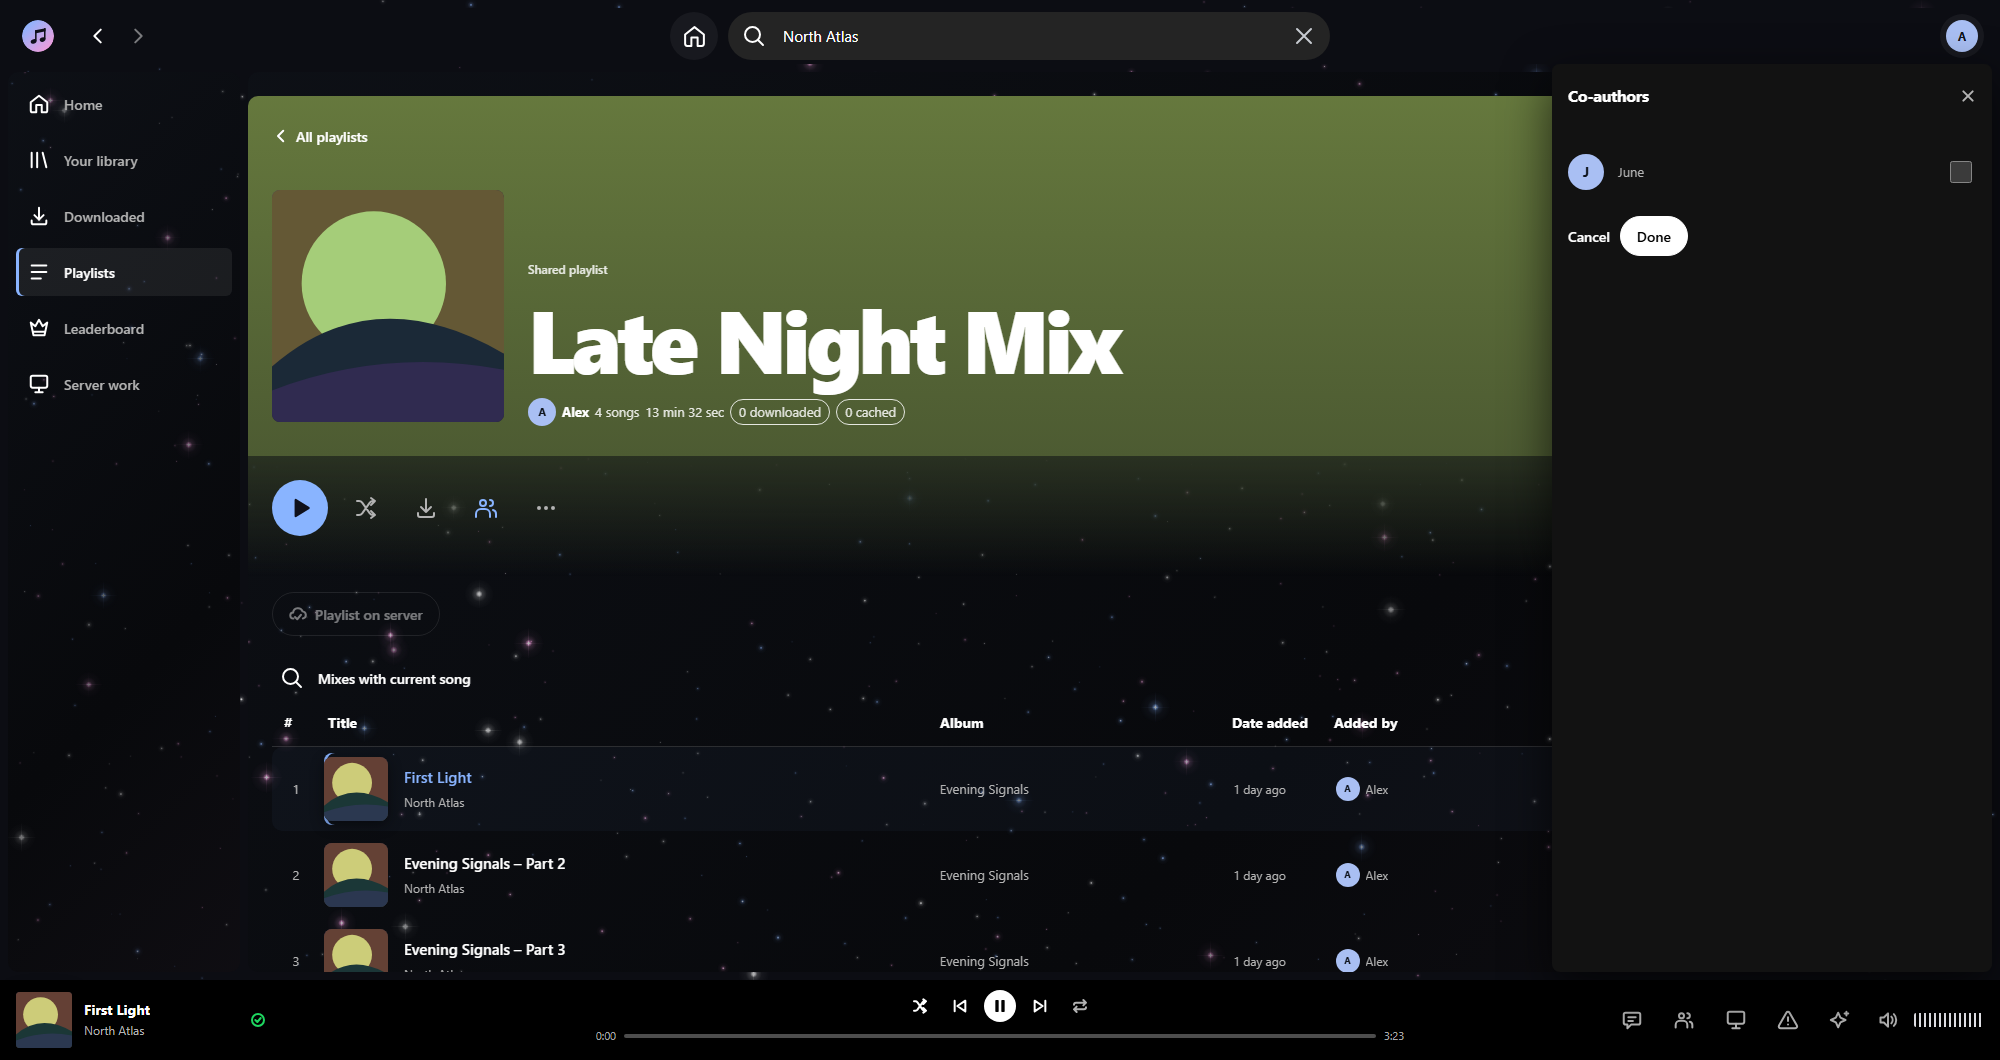 North Atlas
A
Home
Your library
Downloaded
Playlists
Leaderboard
Server work
All playlists
Shared playlist
Late Night Mix
A Alex 4 songs 13 min 32 sec 0 downloaded 0 cached
Playlist on server
Mixes with current song
# Title Album Date added Added by
1 First Light Evening Signals 1 day ago A Alex
North Atlas
2 Evening Signals – Part 2 Evening Signals 1 day ago A Alex
North Atlas
3 Evening Signals – Part 3 Evening Signals 1 day ago A Alex
Co-authors
J June
Cancel Done
First Light
North Atlas
0:00 3:23